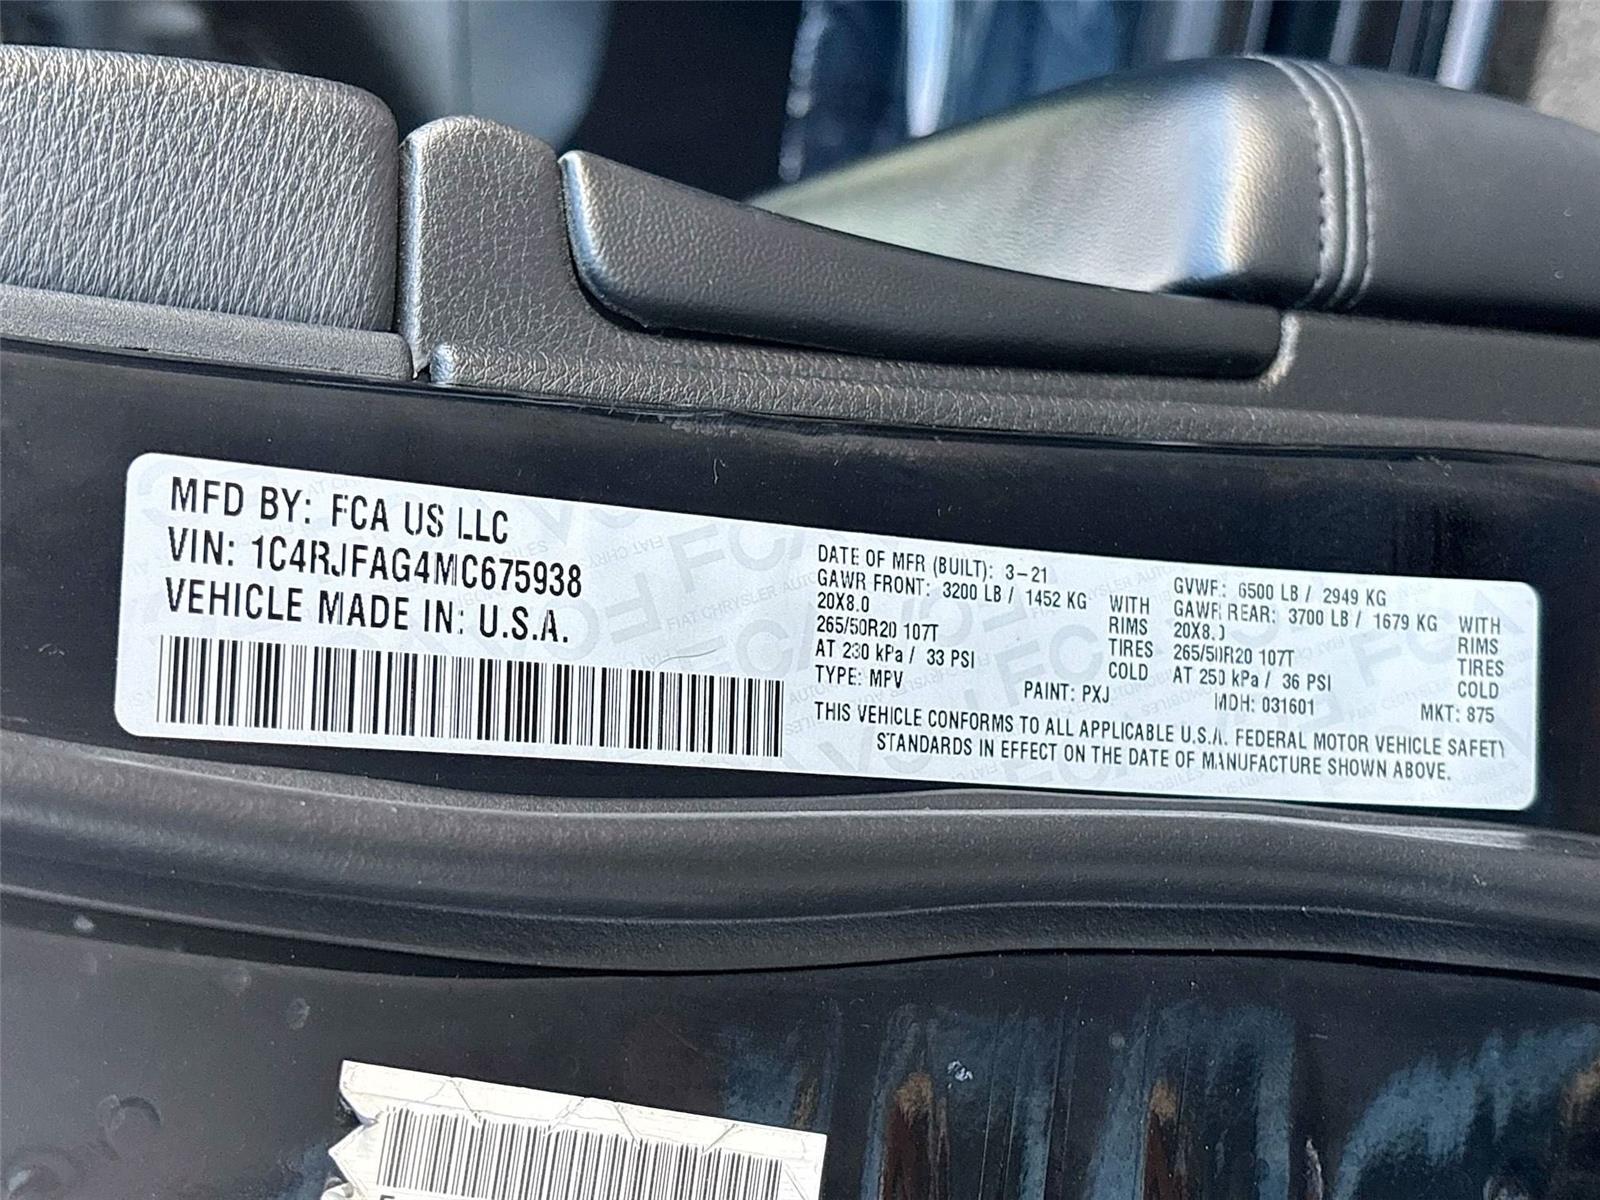 MFD BY: FCA US LLC
VIN: 1C4RJFAG4MC675938
VEHICLE MADE IN: U.S.A.
DATE OF MFR (BUILT): 3-21
GAWR FRONT: 3200 LB / 1452 KG WITH
20X8.0 RIMS
265/50R20 107T TIRES
AT 230 kPa / 33 PSI COLD
TYPE: MPV
PAINT: PXJ
GVWR: 6500 LB / 2949 KG
GAWR REAR: 3700 LB / 1679 KG WITH
20X8.0 RIMS
265/50R20 107T TIRES
AT 250 kPa / 36 PSI COLD
MDH: 031601
MKT: 875
THIS VEHICLE CONFORMS TO ALL APPLICABLE U.S.A. FEDERAL MOTOR VEHICLE SAFETY
STANDARDS IN EFFECT ON THE DATE OF MANUFACTURE SHOWN ABOVE.